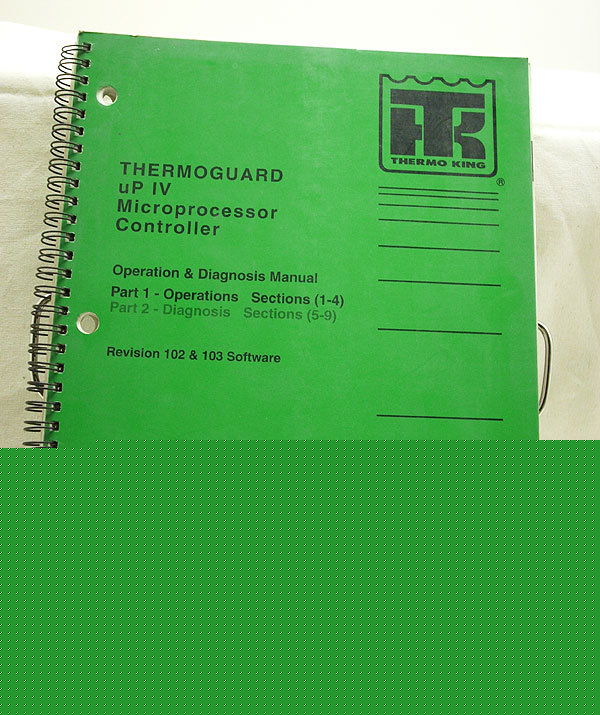 THERMO KING
®
THERMOGUARD
uP IV
Microprocessor
Controller
Operation & Diagnosis Manual
Part 1 - Operations Sections (1-4)
Part 2 - Diagnosis Sections (5-9)
Revision 102 & 103 Software